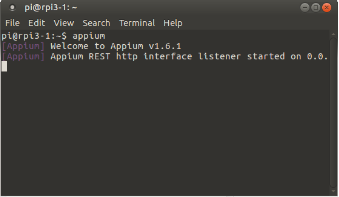 pi@rpi3-1: ~
File Edit View Search Terminal Help
pi@rpi3-1:~$ appium
[Appium] Welcome to Appium v1.6.1
[Appium] Appium REST http interface listener started on 0.0.